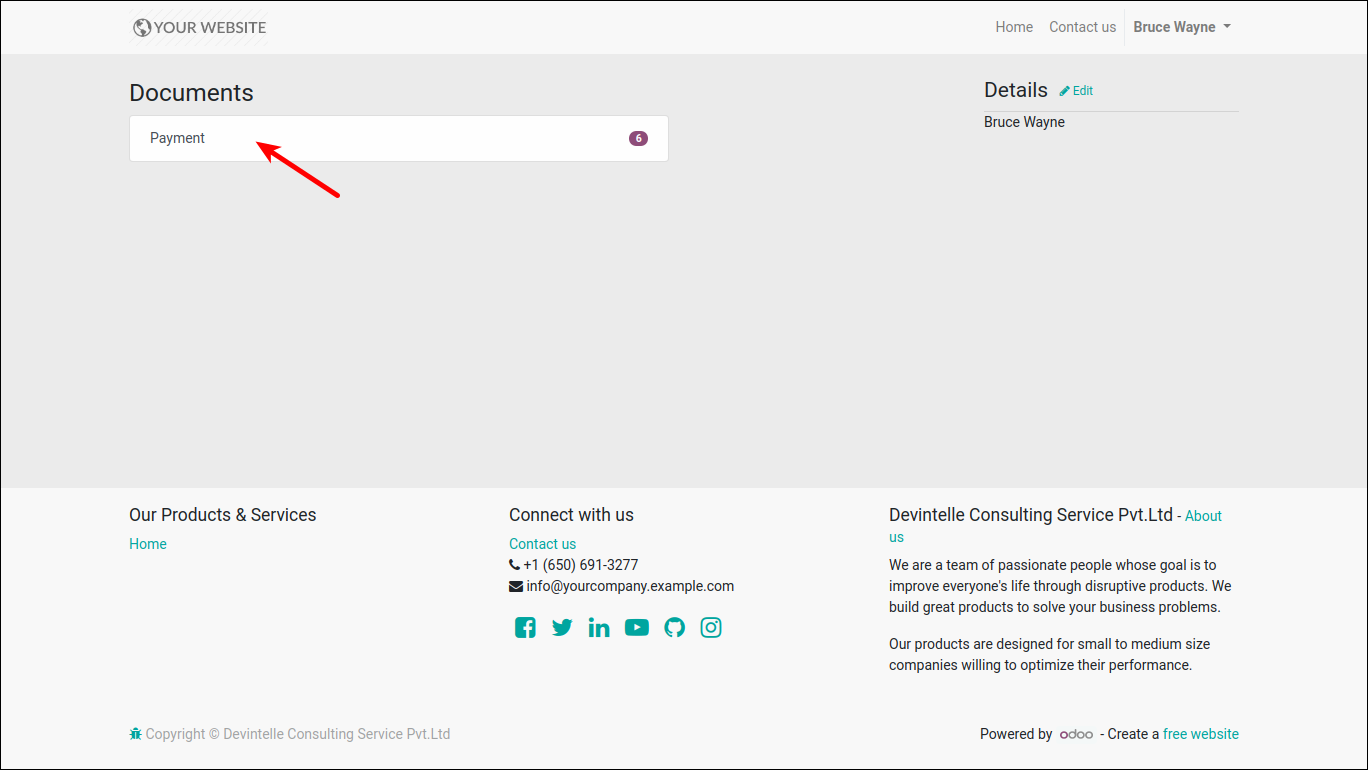 YOUR WEBSITE
Home Contact us Bruce Wayne
Documents
Payment 6
Details Edit
Bruce Wayne
Our Products & Services
Home
Connect with us
Contact us
+1 (650) 691-3277
info@yourcompany.example.com
Devintelle Consulting Service Pvt.Ltd - About
us
We are a team of passionate people whose goal is to
improve everyone's life through disruptive products. We
build great products to solve your business problems.
Our products are designed for small to medium size
companies willing to optimize their performance.
Copyright © Devintelle Consulting Service Pvt.Ltd
Powered by odoo - Create a free website